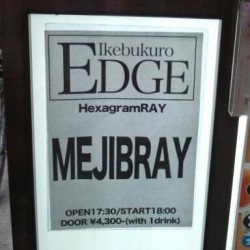 Ikebukuro
EDGE
HexagramRAY
MEJIBRAY
OPEN17:30/START18:00
DOOR ¥4,300-(with 1drink)